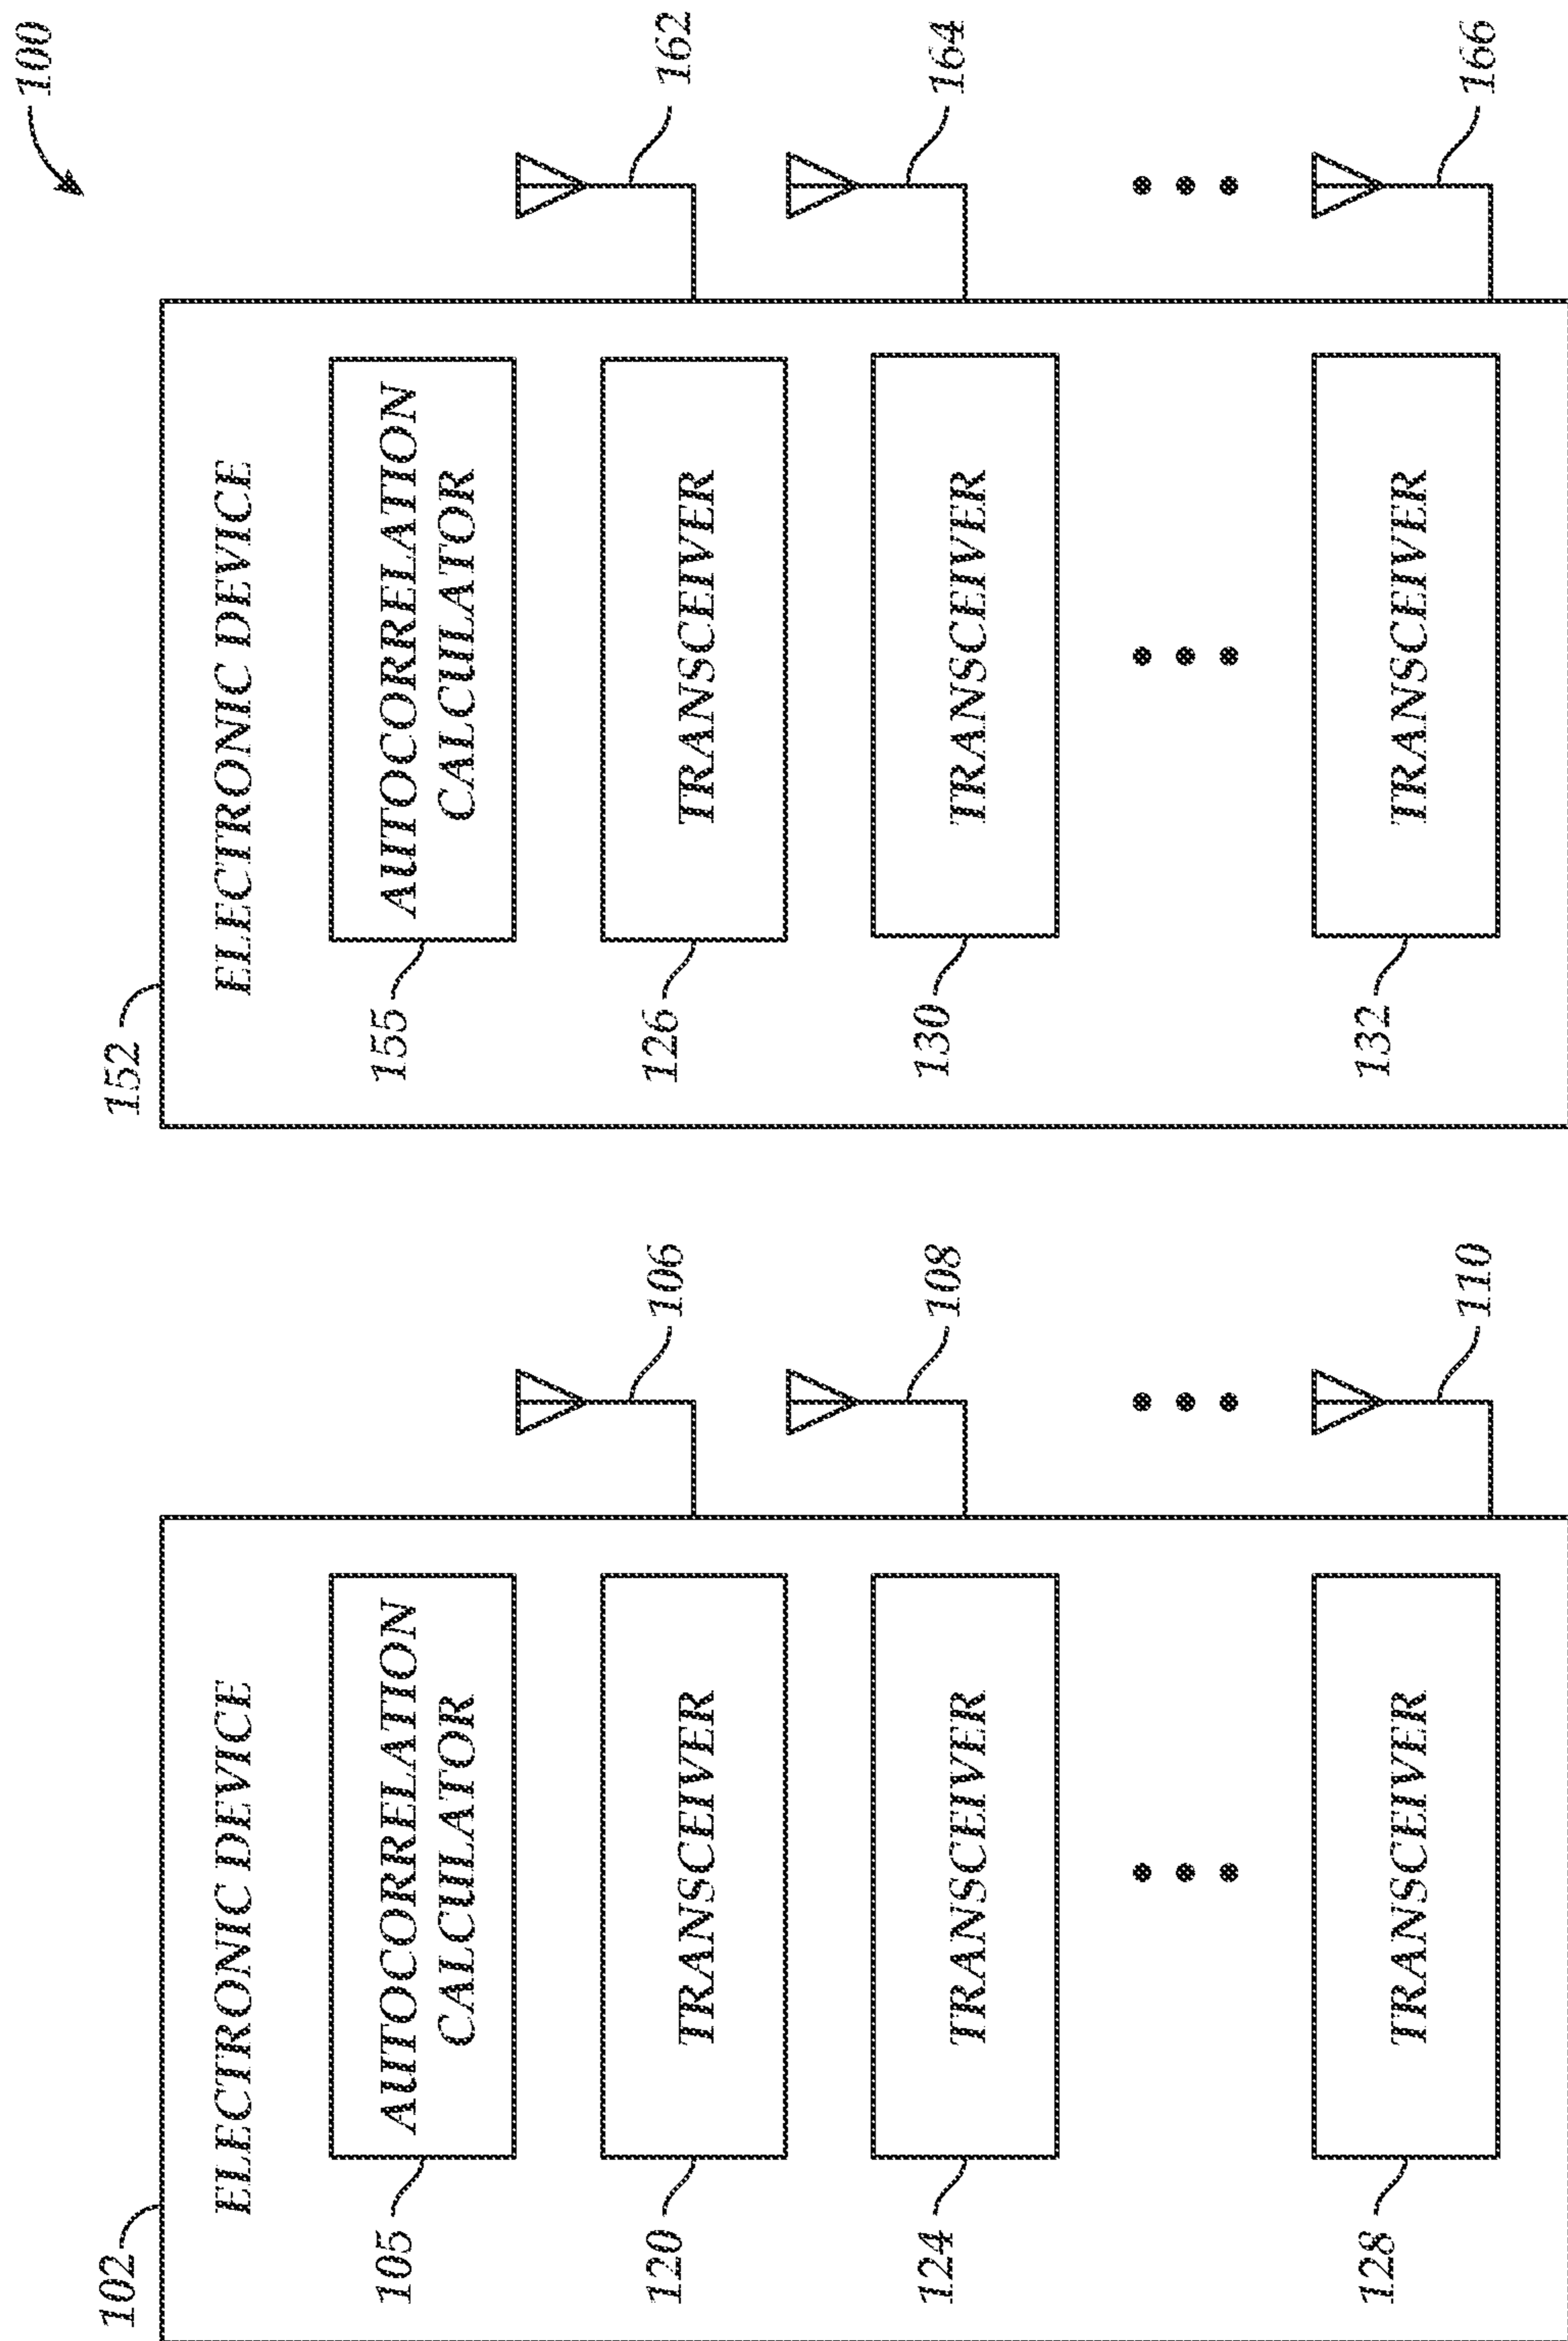 100
102
ELECTRONIC DEVICE
105
AUTOCORRELATION
CALCULATOR
106
120
TRANSCEIVER
108
124
TRANSCEIVER
110
128
TRANSCEIVER
152
ELECTRONIC DEVICE
155
AUTOCORRELATION
CALCULATOR
162
126
TRANSCEIVER
164
130
TRANSCEIVER
166
132
TRANSCEIVER